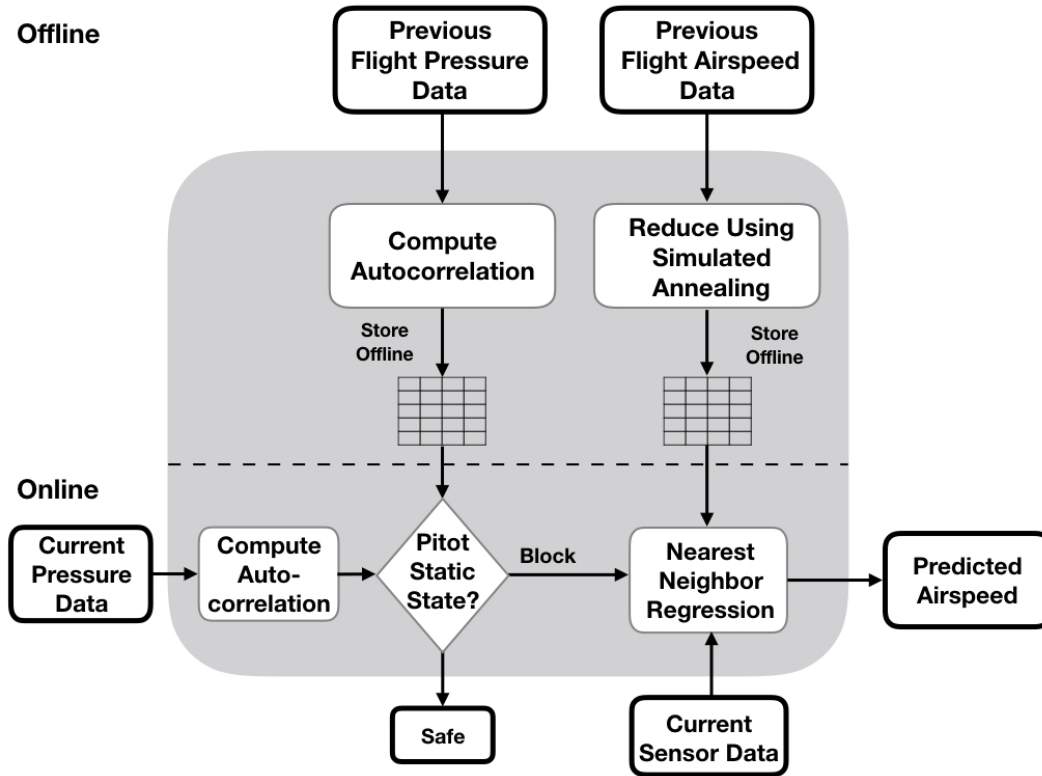 Offline
Previous
Flight Pressure
Data
Previous
Flight Airspeed
Data
Compute
Autocorrelation
Reduce Using
Simulated
Annealing
Store
Offline
Store
Offline
Online
Current
Pressure
Data
Compute
Auto-
correlation
Pitot
Static
State?
Block
Nearest
Neighbor
Regression
Predicted
Airspeed
Safe
Current
Sensor Data